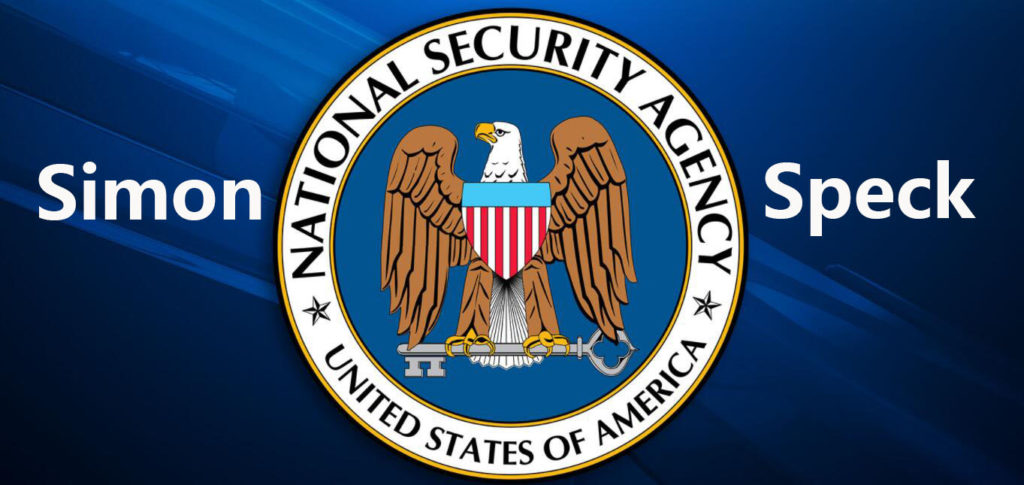 NATIONAL SECURITY AGENCY
Simon
Speck
UNITED STATES OF AMERICA